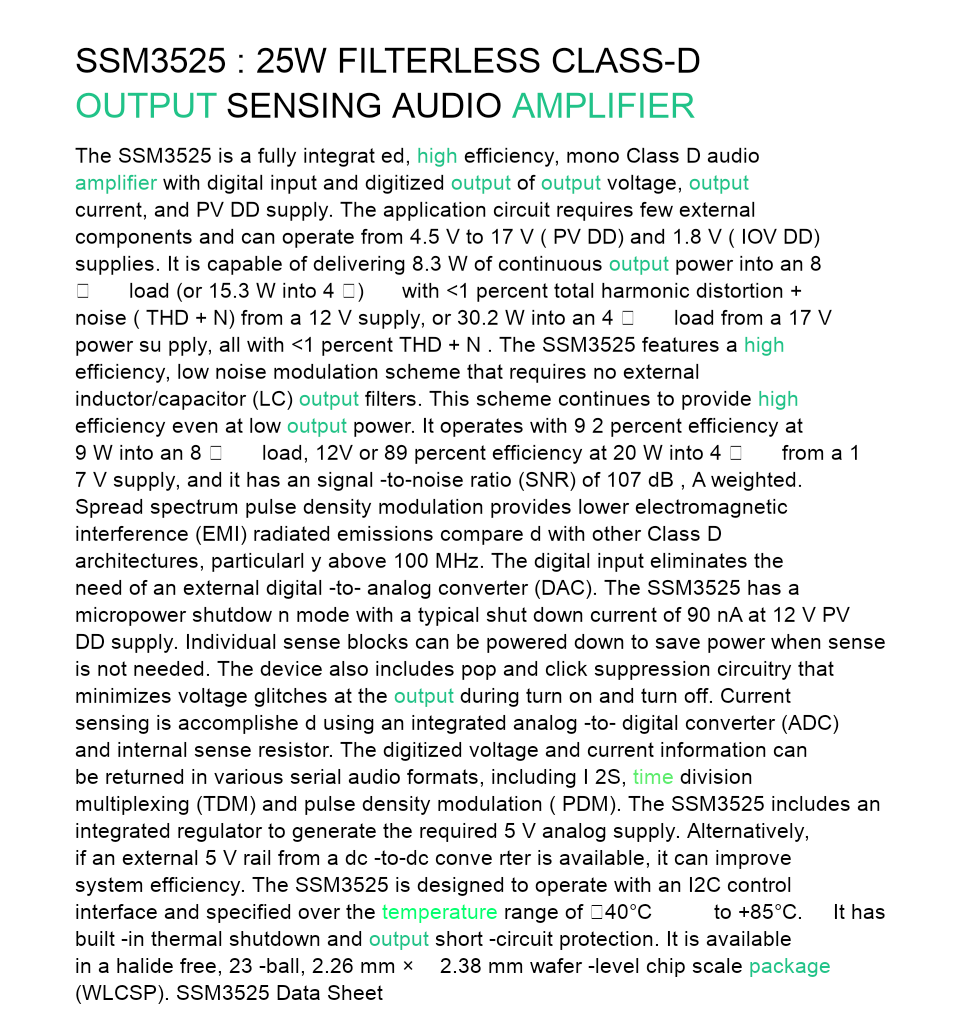 SSM3525 : 25W FILTERLESS CLASS-D
OUTPUT SENSING AUDIO AMPLIFIER
The SSM3525 is a fully integrat ed, high efficiency, mono Class D audio
amplifier with digital input and digitized output of output voltage, output
current, and PV DD supply. The application circuit requires few external
components and can operate from 4.5 V to 17 V ( PV DD) and 1.8 V ( IOV DD)
supplies. It is capable of delivering 8.3 W of continuous output power into an 8
□ load (or 15.3 W into 4 □) with <1 percent total harmonic distortion +
noise ( THD + N) from a 12 V supply, or 30.2 W into an 4 □ load from a 17 V
power su pply, all with <1 percent THD + N . The SSM3525 features a high
efficiency, low noise modulation scheme that requires no external
inductor/capacitor (LC) output filters. This scheme continues to provide high
efficiency even at low output power. It operates with 9 2 percent efficiency at
9 W into an 8 □ load, 12V or 89 percent efficiency at 20 W into 4 □ from a 1
7 V supply, and it has an signal -to-noise ratio (SNR) of 107 dB , A weighted.
Spread spectrum pulse density modulation provides lower electromagnetic
interference (EMI) radiated emissions compare d with other Class D
architectures, particularl y above 100 MHz. The digital input eliminates the
need of an external digital -to- analog converter (DAC). The SSM3525 has a
micropower shutdow n mode with a typical shut down current of 90 nA at 12 V PV
DD supply. Individual sense blocks can be powered down to save power when sense
is not needed. The device also includes pop and click suppression circuitry that
minimizes voltage glitches at the output during turn on and turn off. Current
sensing is accomplishe d using an integrated analog -to- digital converter (ADC)
and internal sense resistor. The digitized voltage and current information can
be returned in various serial audio formats, including I 2S, time division
multiplexing (TDM) and pulse density modulation ( PDM). The SSM3525 includes an
integrated regulator to generate the required 5 V analog supply. Alternatively,
if an external 5 V rail from a dc -to-dc conve rter is available, it can improve
system efficiency. The SSM3525 is designed to operate with an I2C control
interface and specified over the temperature range of □40°C to +85°C. It has
built -in thermal shutdown and output short -circuit protection. It is available
in a halide free, 23 -ball, 2.26 mm × 2.38 mm wafer -level chip scale package
(WLCSP). SSM3525 Data Sheet